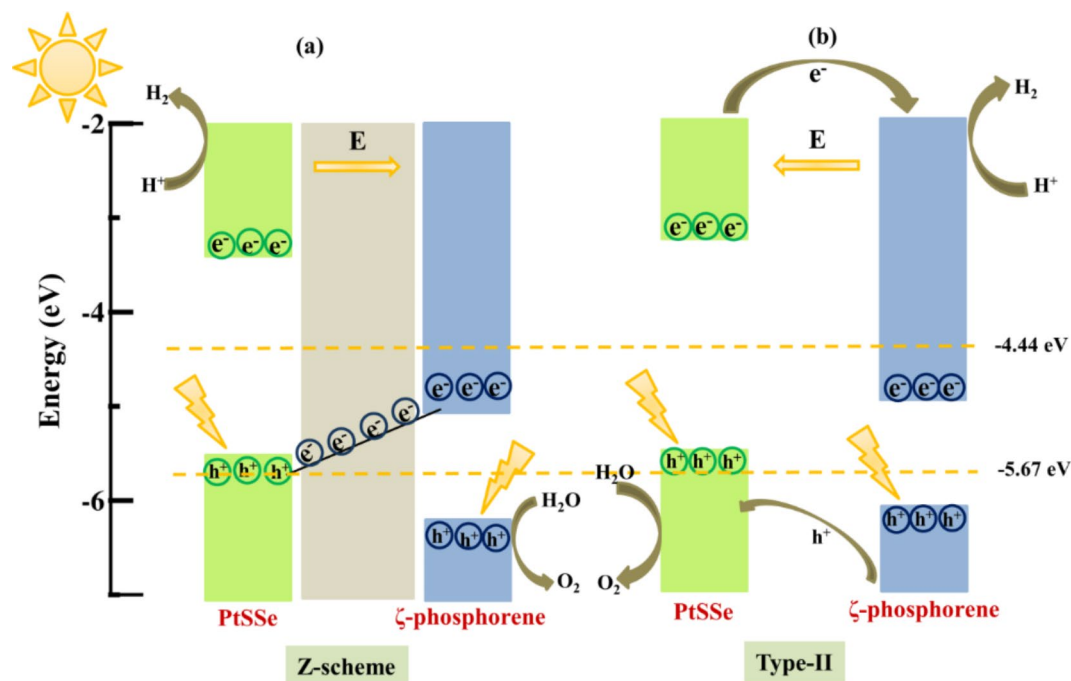 (a)
(b)
e⁻
H₂
H₂
-2
E
E
H⁺
H⁺
e⁻ e⁻ e⁻
e⁻ e⁻ e⁻
-4
Energy (eV)
-4.44 eV
e⁻ e⁻ e⁻
e⁻ e⁻ e⁻
e⁻ e⁻ e⁻ e⁻
h⁺ h⁺ h⁺
h⁺ h⁺ h⁺
-5.67 eV
H₂O
-6
H₂O
h⁺ h⁺ h⁺
h⁺ h⁺ h⁺
h⁺
O₂
O₂
PtSSe
ζ-phosphorene
PtSSe
ζ-phosphorene
Z-scheme
Type-II